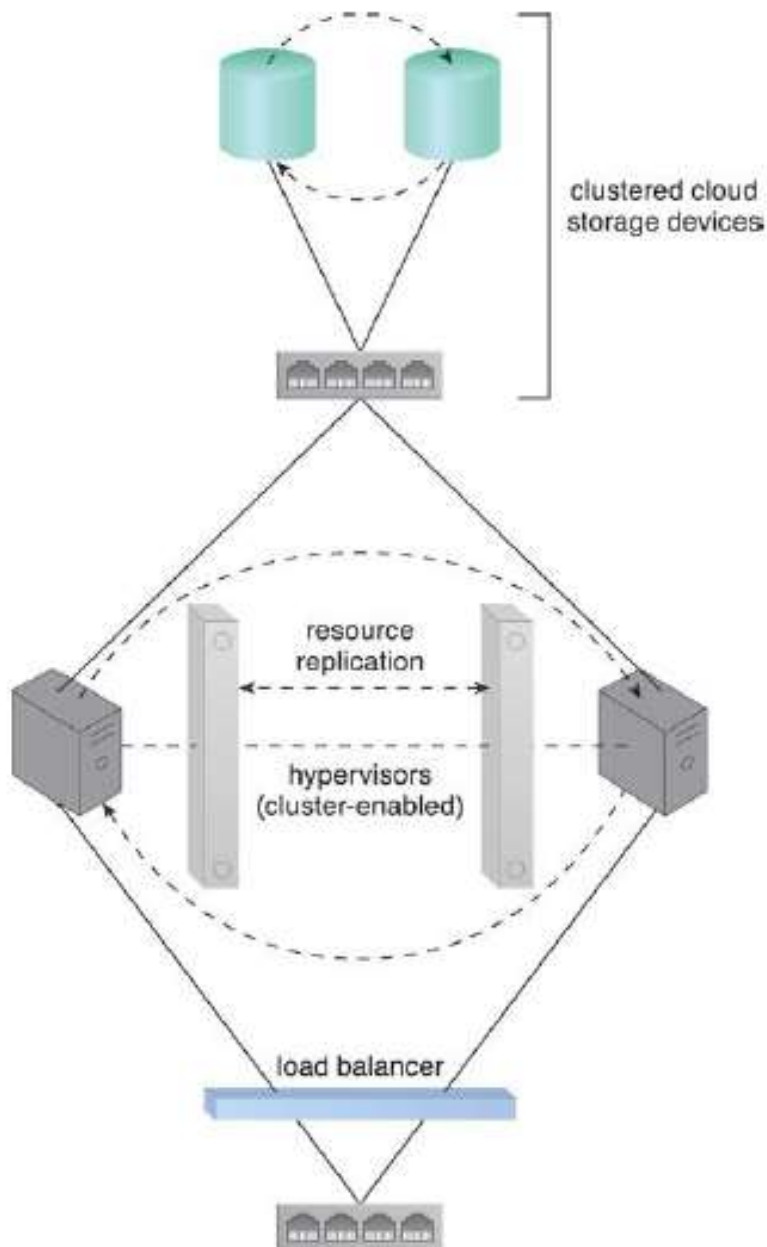 clustered cloud
storage devices.
resource
replication
hypervisors
(cluster-enabled)
load balancer